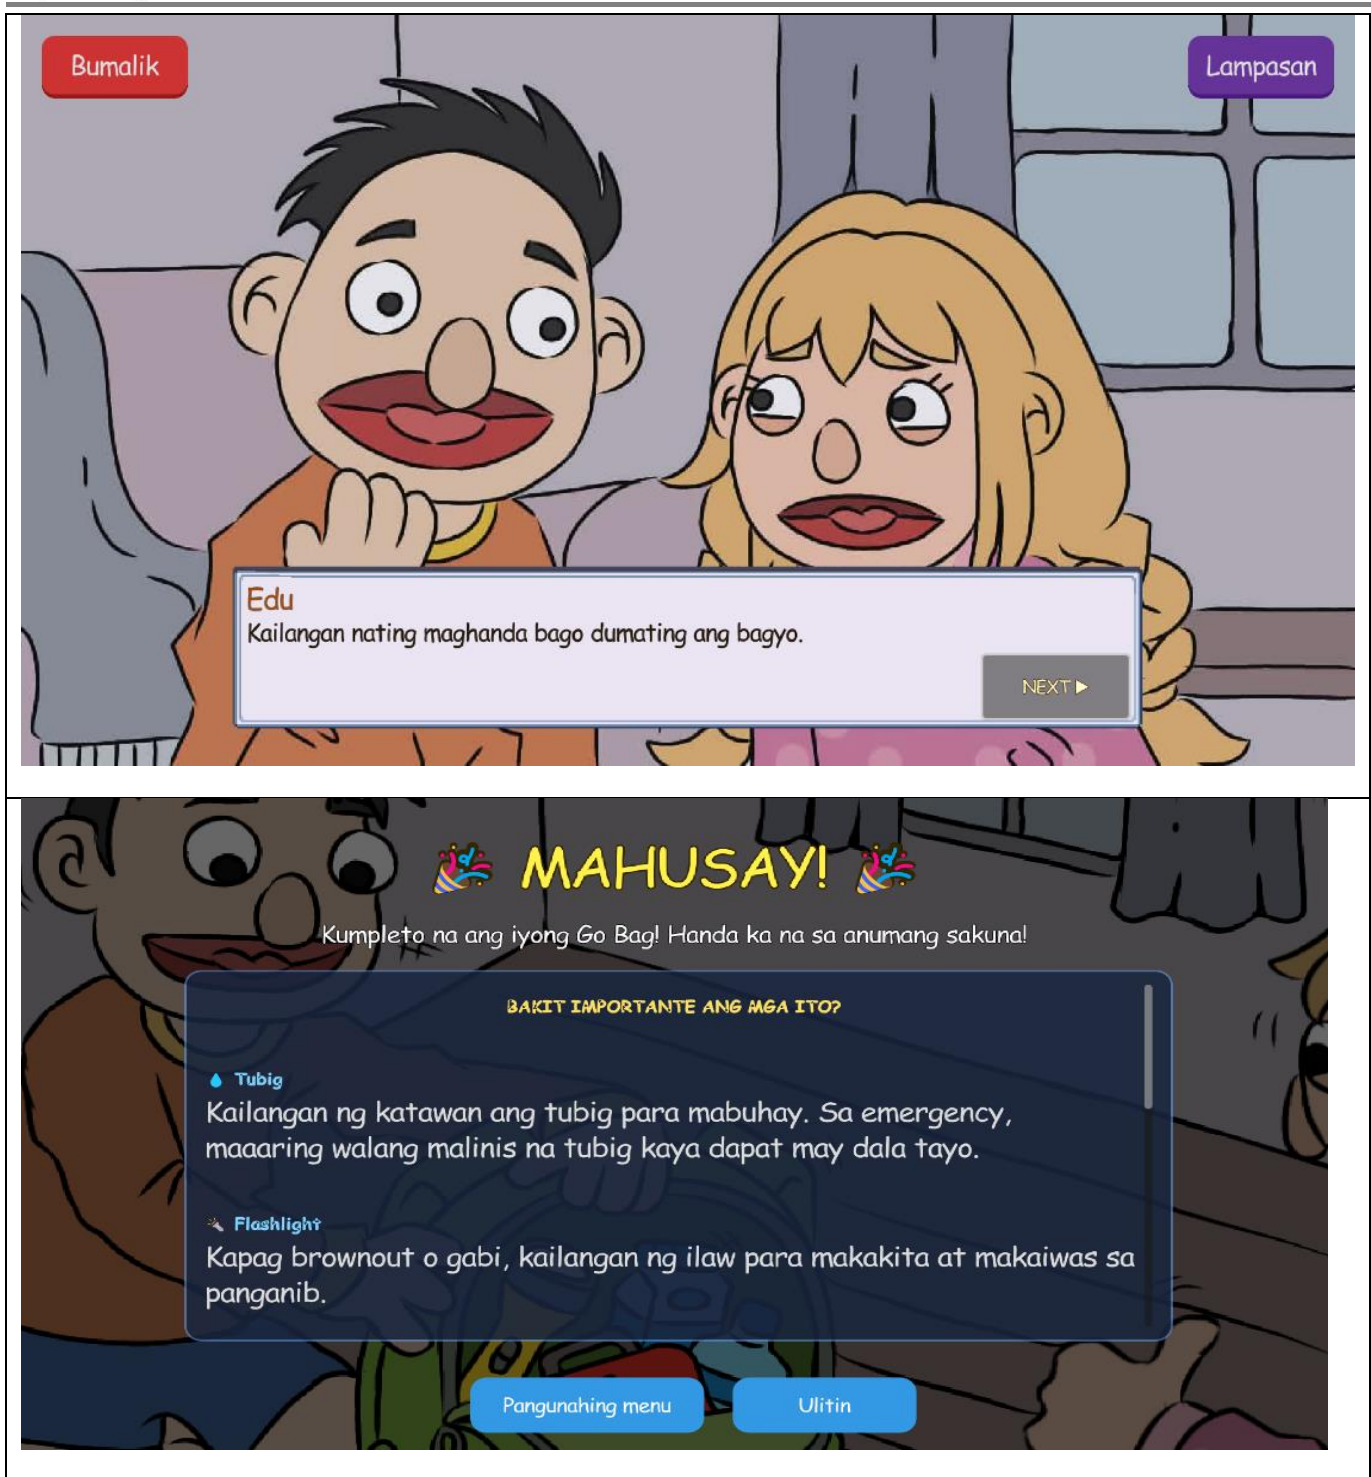 Bumalik
Lampasan
Edu
Kailangan nating maghanda bago dumating ang bagyo.
NEXT▶
🎉 MAHUSAY! 🎉
Kumpleto na ang iyong Go Bag! Handa ka na sa anumang sakuna!
BAKIT IMPORTANTE ANG MGA ITO?
💧 Tubig
Kailangan ng katawan ang tubig para mabuhay. Sa emergency,
maaaring walang malinis na tubig kaya dapat may dala tayo.
🔦 Flashlight
Kapag brownout o gabi, kailangan ng ilaw para makakita at makaiwas sa
panganib.
Pangunahing menu
Ulitin